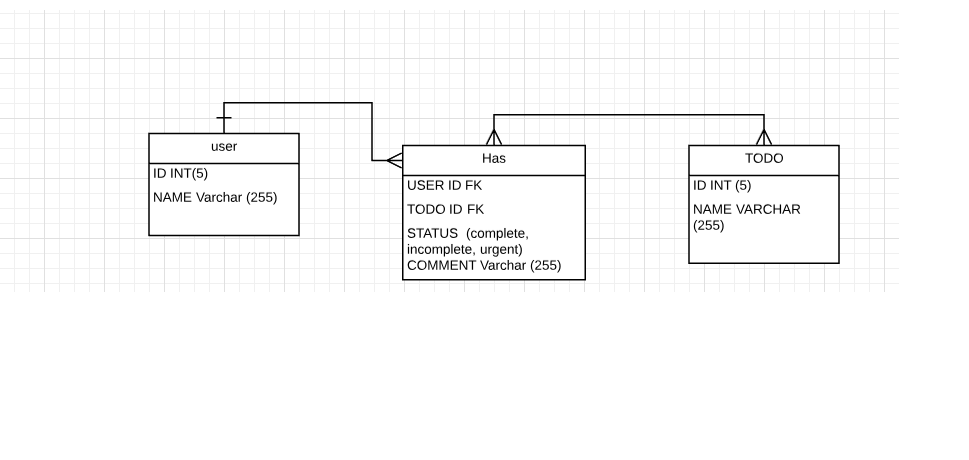 user
ID INT(5)
NAME Varchar (255)
Has
USER ID FK
TODO ID FK
STATUS  (complete,
incomplete, urgent)
COMMENT Varchar (255)
TODO
ID INT (5)
NAME VARCHAR
(255)